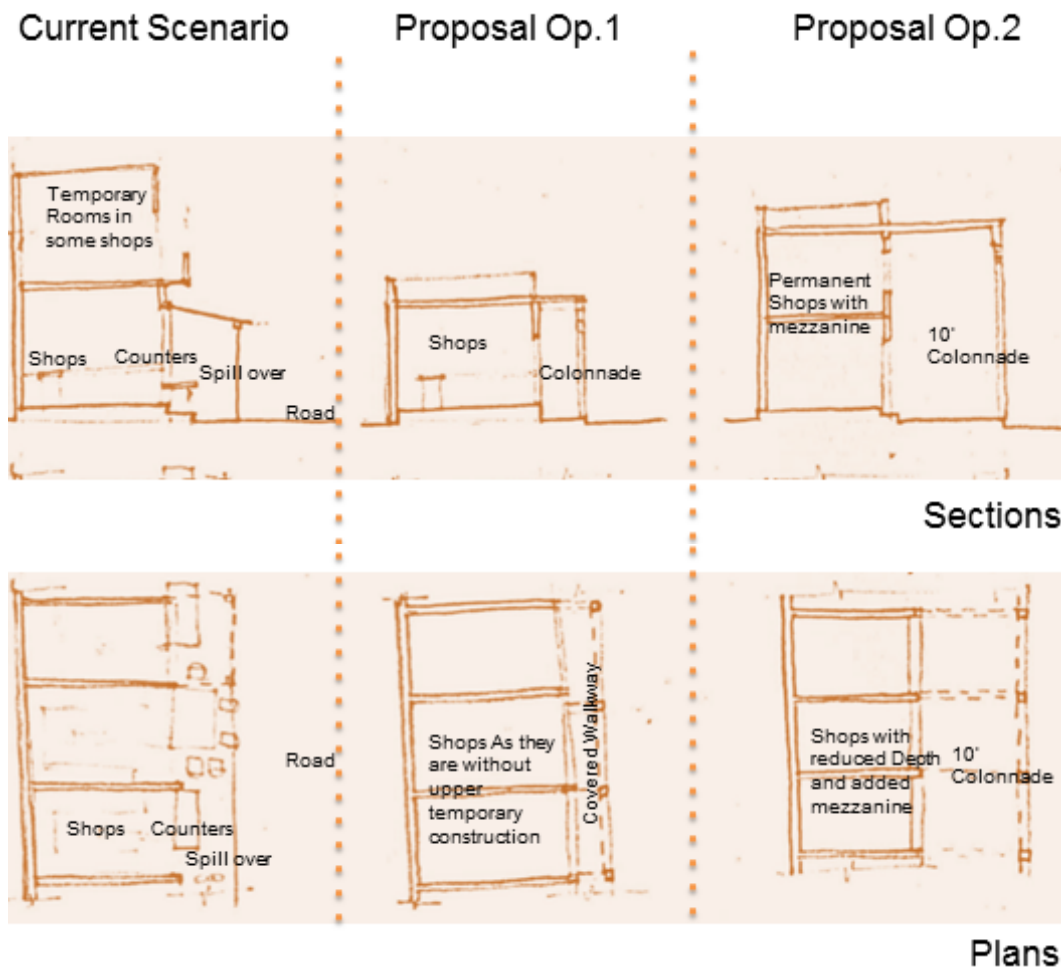 Current Scenario
Proposal Op.1
Proposal Op.2
Temporary
Rooms in
some shops
Shops
Counters
Spill over
Road
Shops
Colonnade
Permanent
Shops with
mezzanine
10'
Colonnade
Sections
Shops
Counters
Spill over
Road
Shops As they
are without
upper
temporary
construction
Covered Walkway
Shops with
reduced Depth
and added
mezzanine
10'
Colonnade
Plans